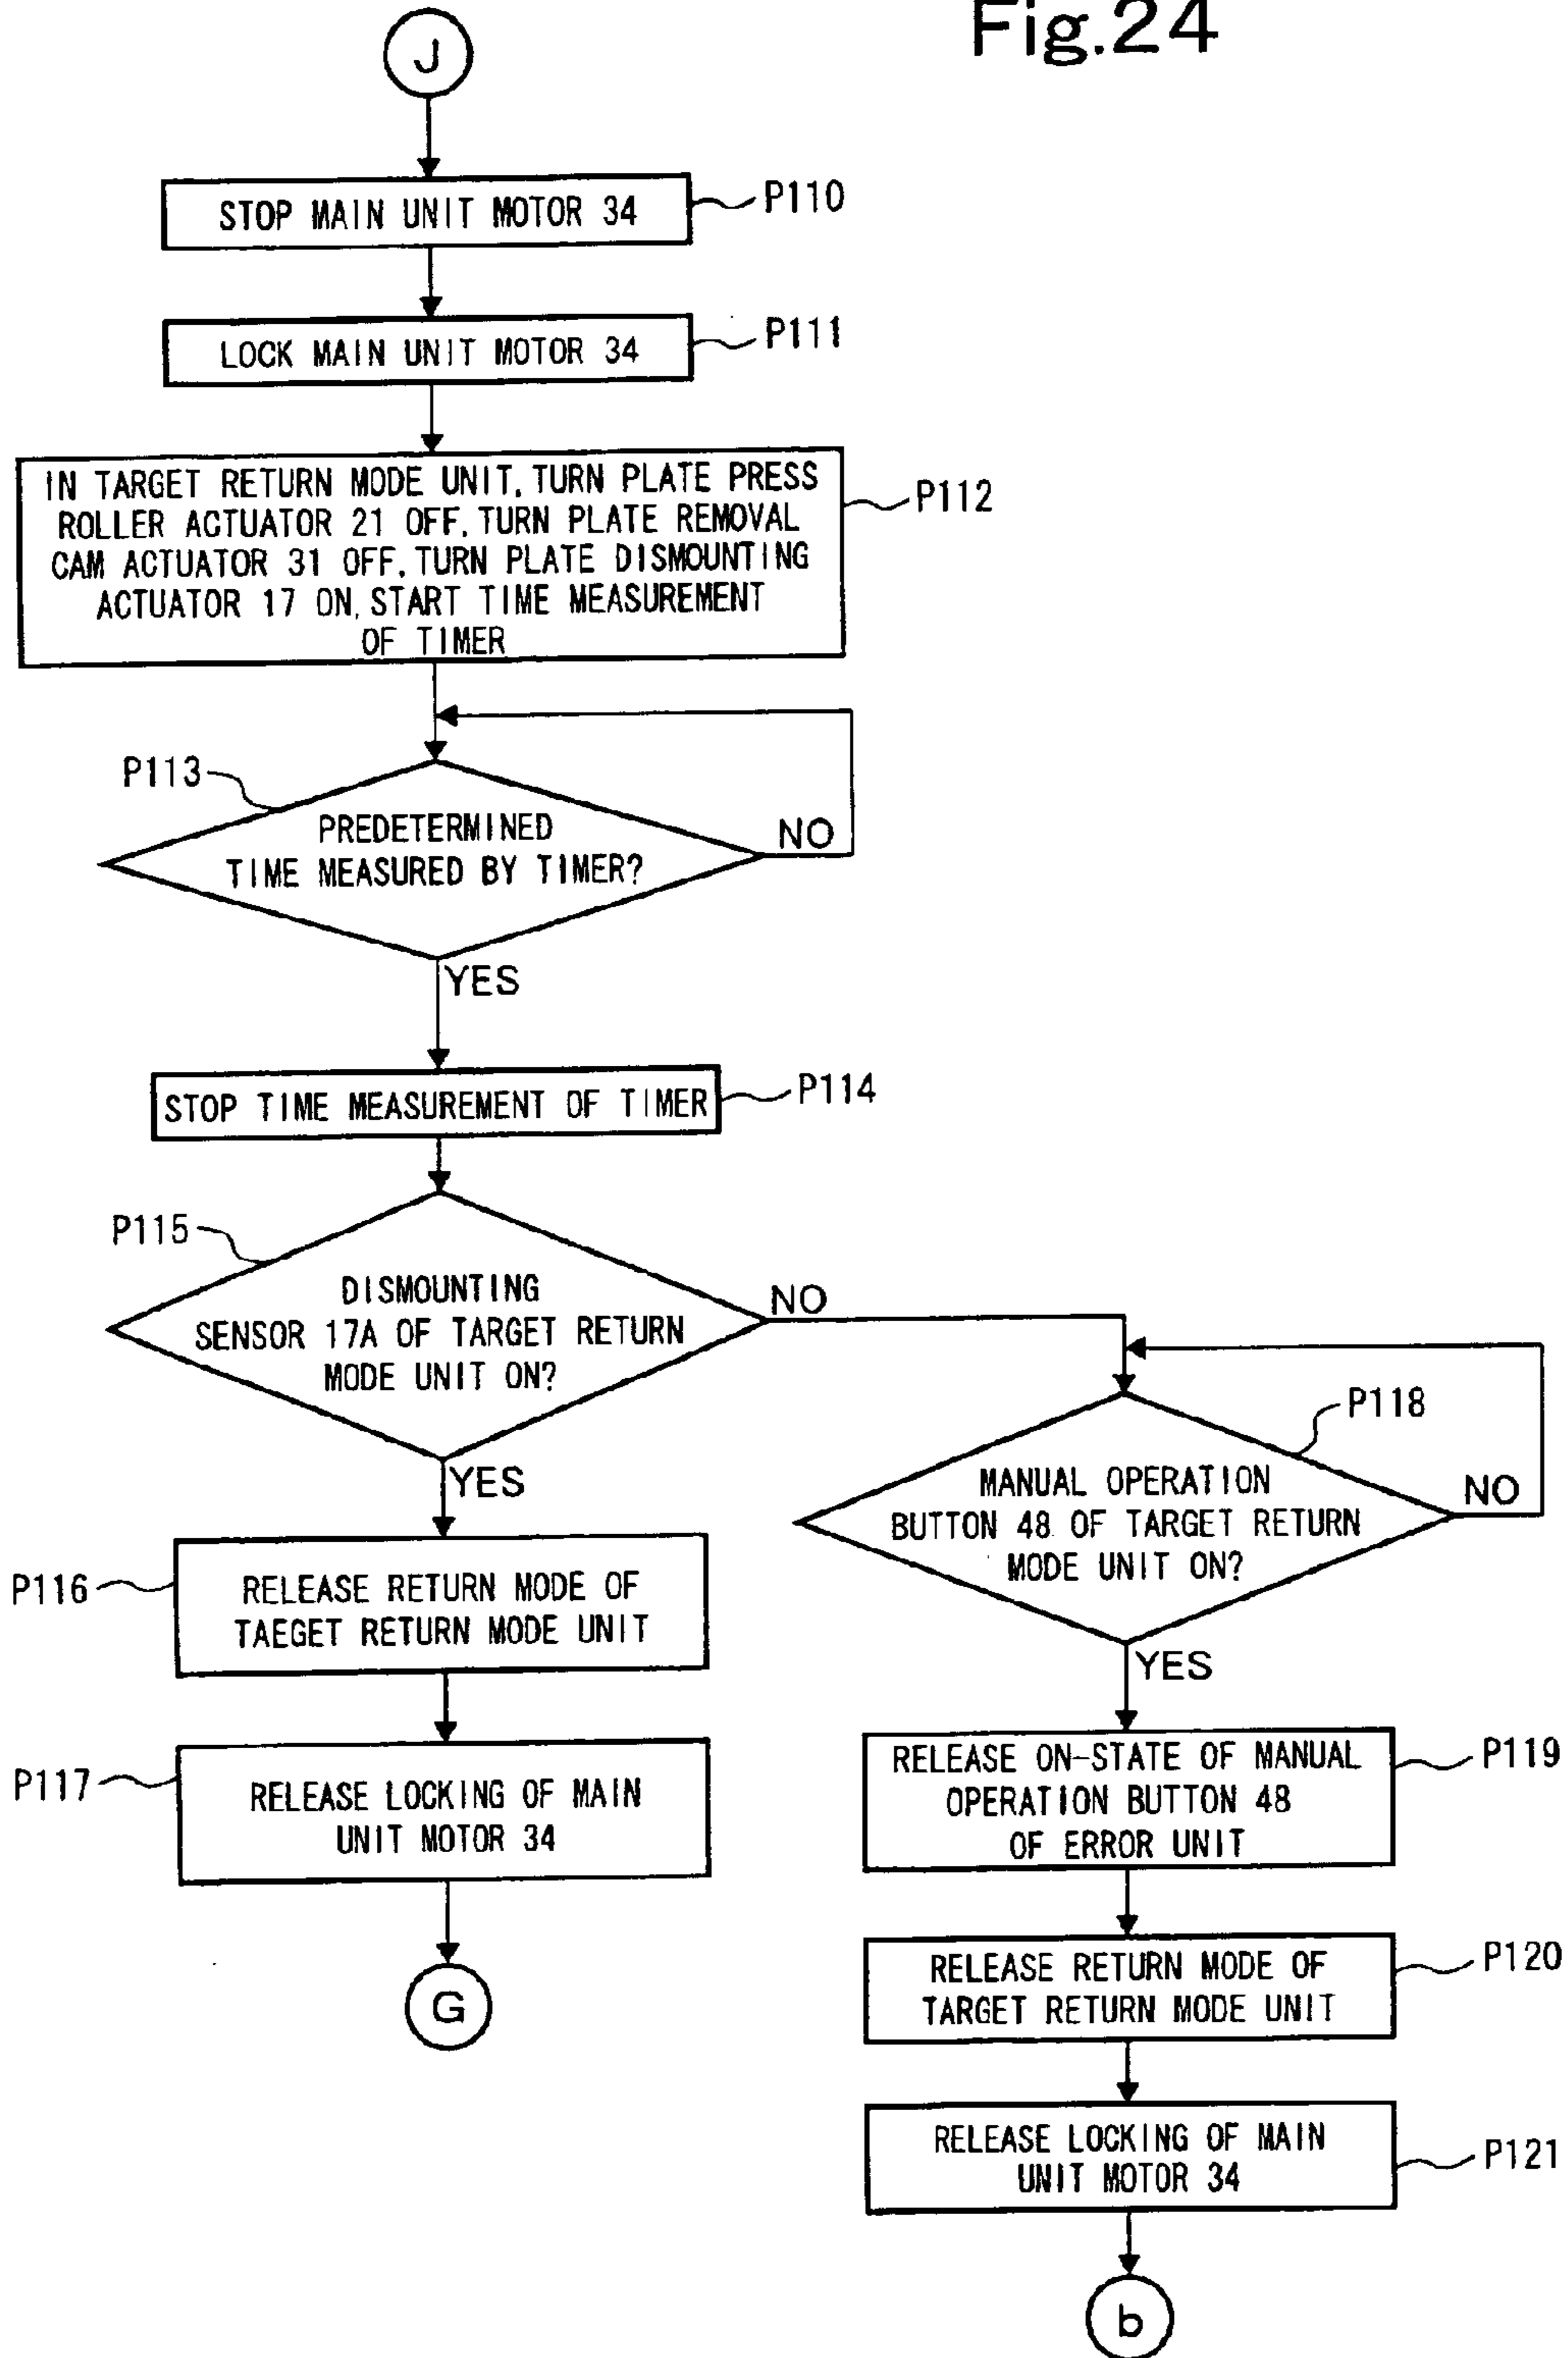 Fig.24
J
STOP MAIN UNIT MOTOR 34
P110
LOCK MAIN UNIT MOTOR 34
P111
IN TARGET RETURN MODE UNIT, TURN PLATE PRESS
ROLLER ACTUATOR 21 OFF, TURN PLATE REMOVAL
CAM ACTUATOR 31 OFF, TURN PLATE DISMOUNTING
ACTUATOR 17 ON, START TIME MEASUREMENT
OF TIMER
P112
P113
PREDETERMINED
TIME MEASURED BY TIMER?
NO
YES
STOP TIME MEASUREMENT OF TIMER
P114
P115
DISMOUNTING
SENSOR 17A OF TARGET RETURN
MODE UNIT ON?
NO
YES
P118
MANUAL OPERATION
BUTTON 48 OF TARGET RETURN
MODE UNIT ON?
NO
YES
P116
RELEASE RETURN MODE OF
TAEGET RETURN MODE UNIT
P117
RELEASE LOCKING OF MAIN
UNIT MOTOR 34
G
RELEASE ON-STATE OF MANUAL
OPERATION BUTTON 48
OF ERROR UNIT
P119
RELEASE RETURN MODE OF
TARGET RETURN MODE UNIT
P120
RELEASE LOCKING OF MAIN
UNIT MOTOR 34
P121
b